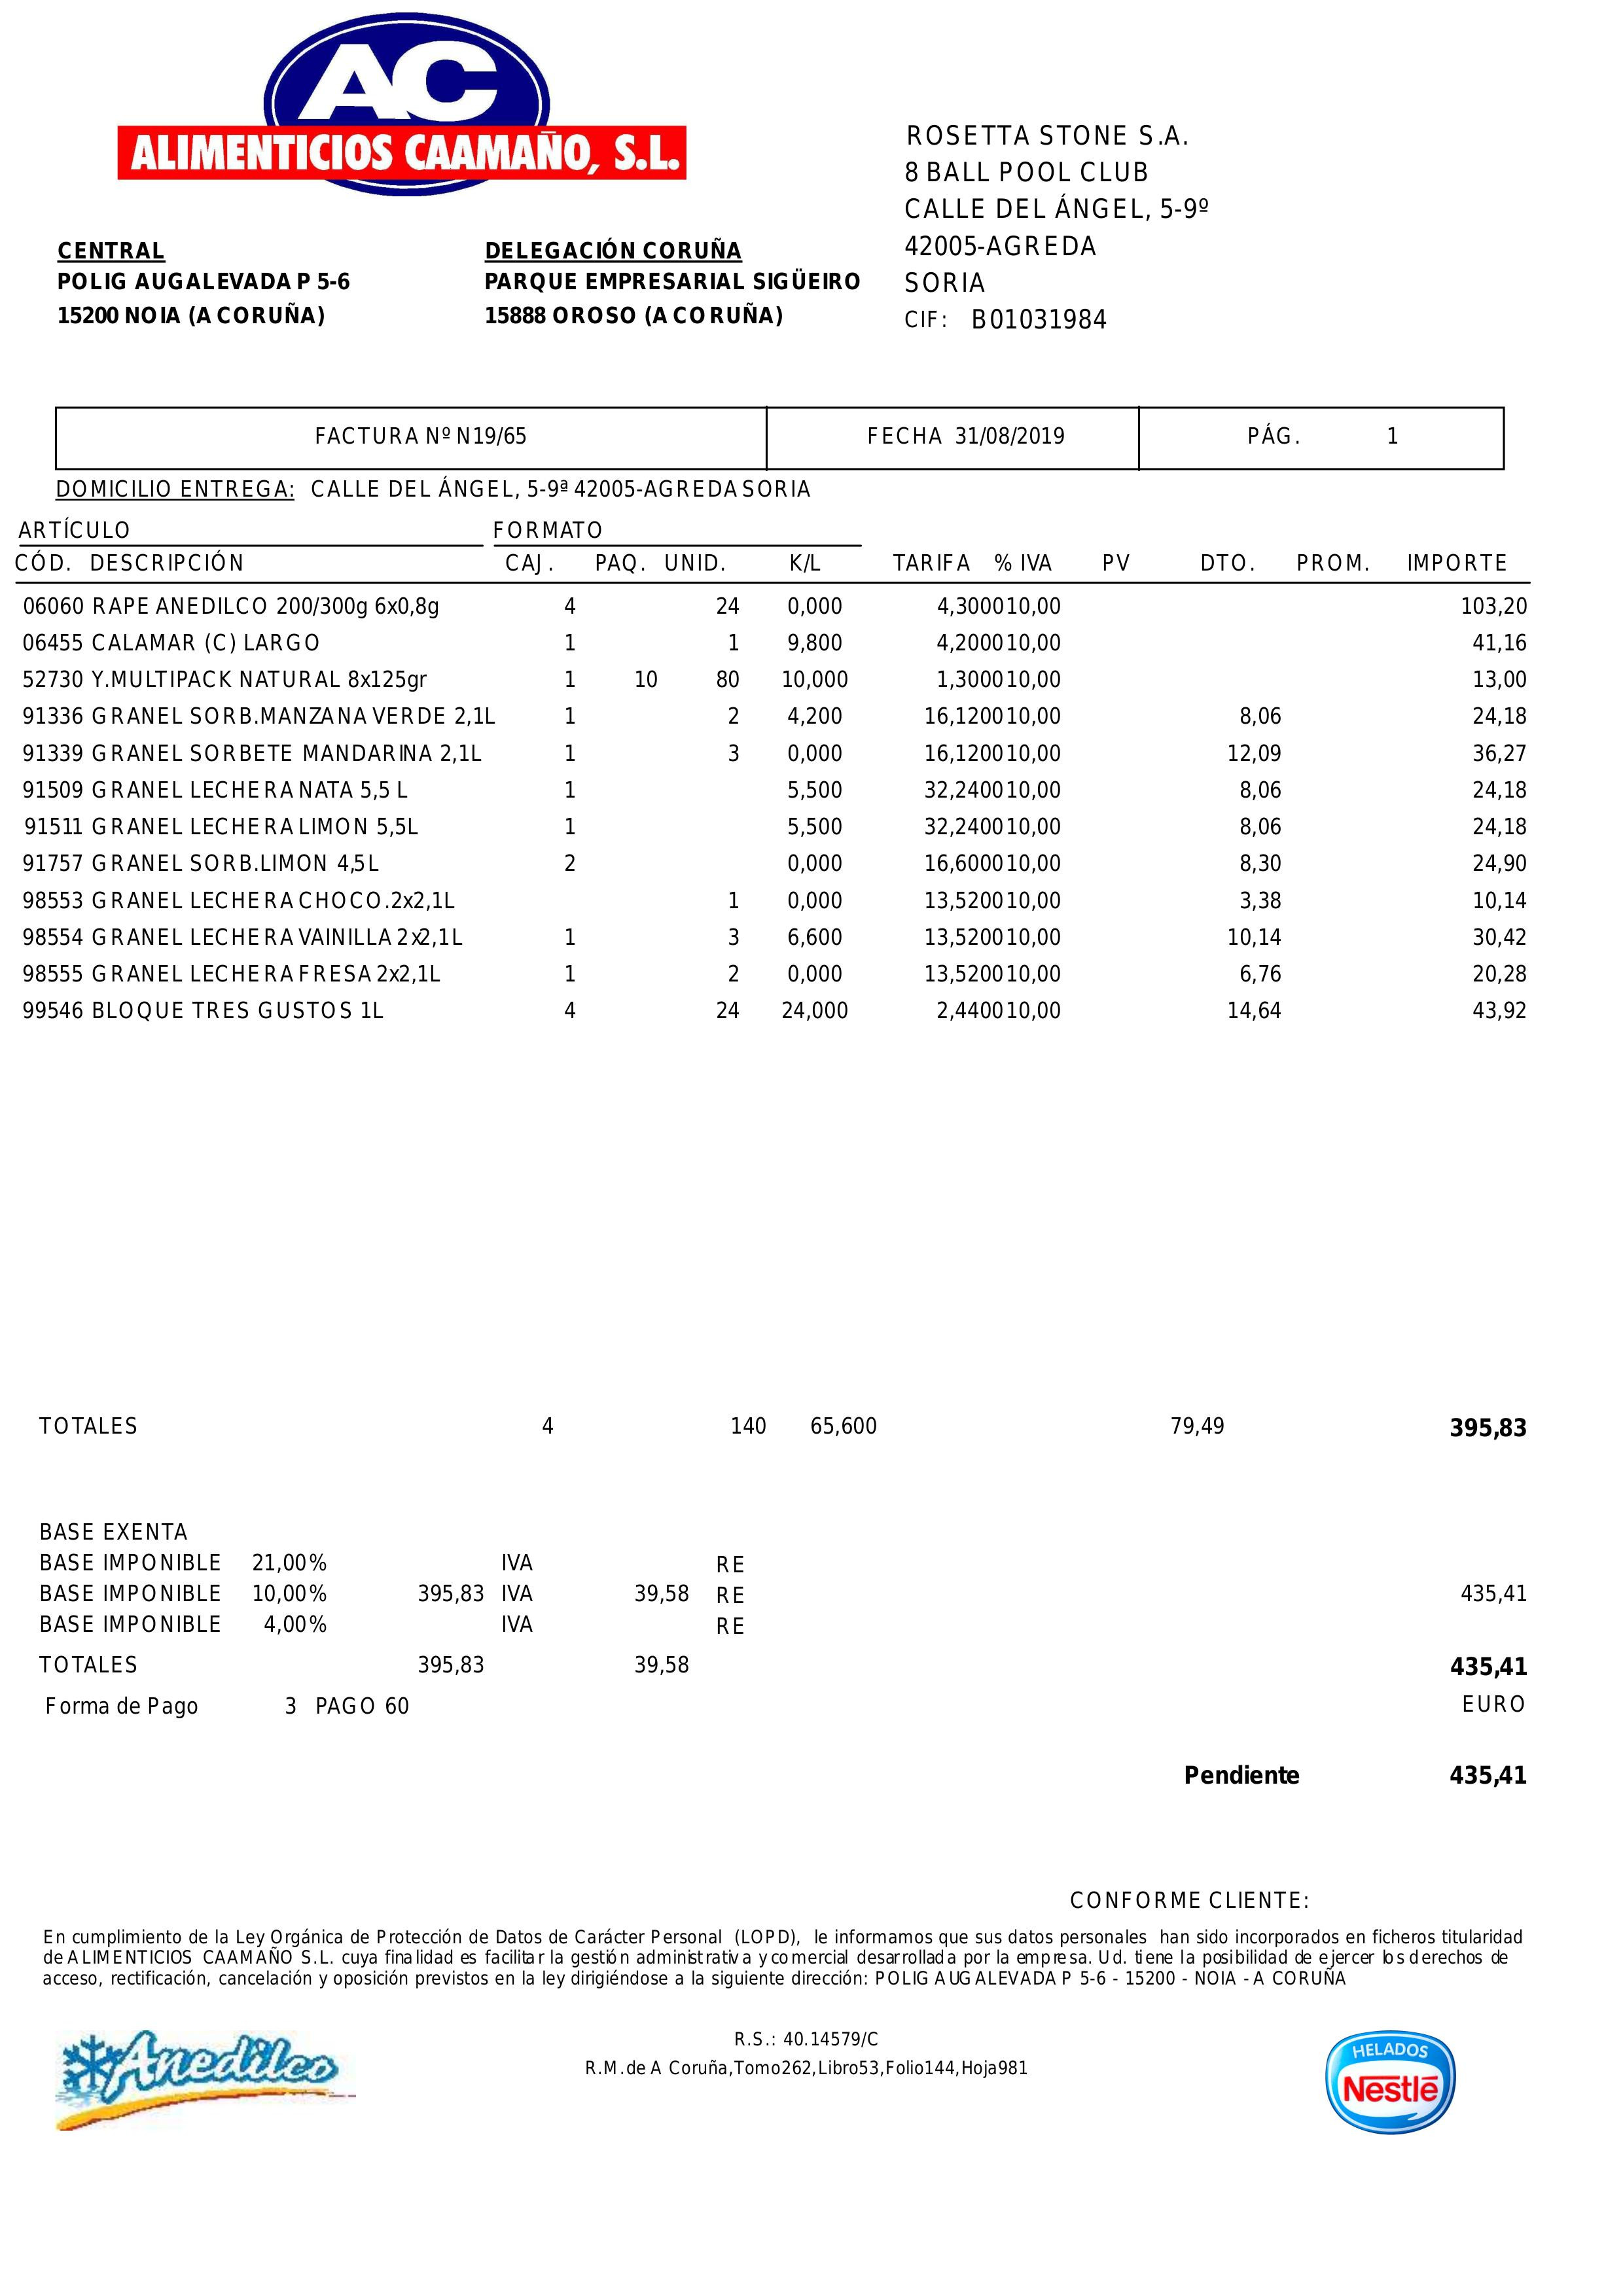 AC
ALIMENTICIOS CAAMAÑO, S.L.
ROSETTA STONE S.A.
8 BALL POOL CLUB
CALLE DEL ÁNGEL, 5-9º
42005-AGREDA
SORIA
CIF: B01031984
CENTRAL
POLIG AUGALEVADA P 5-6
15200 NOIA (A CORUÑA)
DELEGACIÓN CORUÑA
PARQUE EMPRESARIAL SIGÜEIRO
15888 OROSO (A CORUÑA)
FACTURA Nº N19/65 FECHA 31/08/2019 PÁG. 1
DOMICILIO ENTREGA: CALLE DEL ÁNGEL, 5-9ª 42005-AGREDA SORIA
ARTÍCULO FORMATO
CÓD. DESCRIPCIÓN CAJ. PAQ. UNID. K/L TARIFA % IVA PV DTO. PROM. IMPORTE
06060 RAPE ANEDILCO 200/300g 6x0,8g 4 24 0,000 4,3000 10,00 103,20
06455 CALAMAR (C) LARGO 1 1 9,800 4,2000 10,00 41,16
52730 Y.MULTIPACK NATURAL 8x125gr 1 10 80 10,000 1,3000 10,00 13,00
91336 GRANEL SORB.MANZANA VERDE 2,1L 1 2 4,200 16,1200 10,00 8,06 24,18
91339 GRANEL SORBETE MANDARINA 2,1L 1 3 0,000 16,1200 10,00 12,09 36,27
91509 GRANEL LECHERA NATA 5,5 L 1 5,500 32,2400 10,00 8,06 24,18
91511 GRANEL LECHERA LIMON 5,5L 1 5,500 32,2400 10,00 8,06 24,18
91757 GRANEL SORB.LIMON 4,5L 2 0,000 16,6000 10,00 8,30 24,90
98553 GRANEL LECHERA CHOCO.2x2,1L 1 0,000 13,5200 10,00 3,38 10,14
98554 GRANEL LECHERA VAINILLA 2x2,1L 1 3 6,600 13,5200 10,00 10,14 30,42
98555 GRANEL LECHERA FRESA 2x2,1L 1 2 0,000 13,5200 10,00 6,76 20,28
99546 BLOQUE TRES GUSTOS 1L 4 24 24,000 2,4400 10,00 14,64 43,92
TOTALES 4 140 65,600 79,49 395,83
BASE EXENTA
BASE IMPONIBLE 21,00% IVA RE
BASE IMPONIBLE 10,00% 395,83 IVA 39,58 RE 435,41
BASE IMPONIBLE 4,00% IVA RE
TOTALES 395,83 39,58 435,41
Forma de Pago 3 PAGO 60 EURO
Pendiente 435,41
CONFORME CLIENTE:
En cumplimiento de la Ley Orgánica de Protección de Datos de Carácter Personal (LOPD), le informamos que sus datos personales han sido incorporados en ficheros titularidad
de ALIMENTICIOS CAAMAÑO S.L. cuya finalidad es facilitar la gestión administrativa y comercial desarrollada por la empresa. Ud. tiene la posibilidad de ejercer los derechos de
acceso, rectificación, cancelación y oposición previstos en la ley dirigiéndose a la siguiente dirección: POLIG AUGALEVADA P 5-6 - 15200 - NOIA - A CORUÑA
Anedilco
R.S.: 40.14579/C
R.M.de A Coruña,Tomo262,Libro53,Folio144,Hoja981
HELADOS
Nestlé